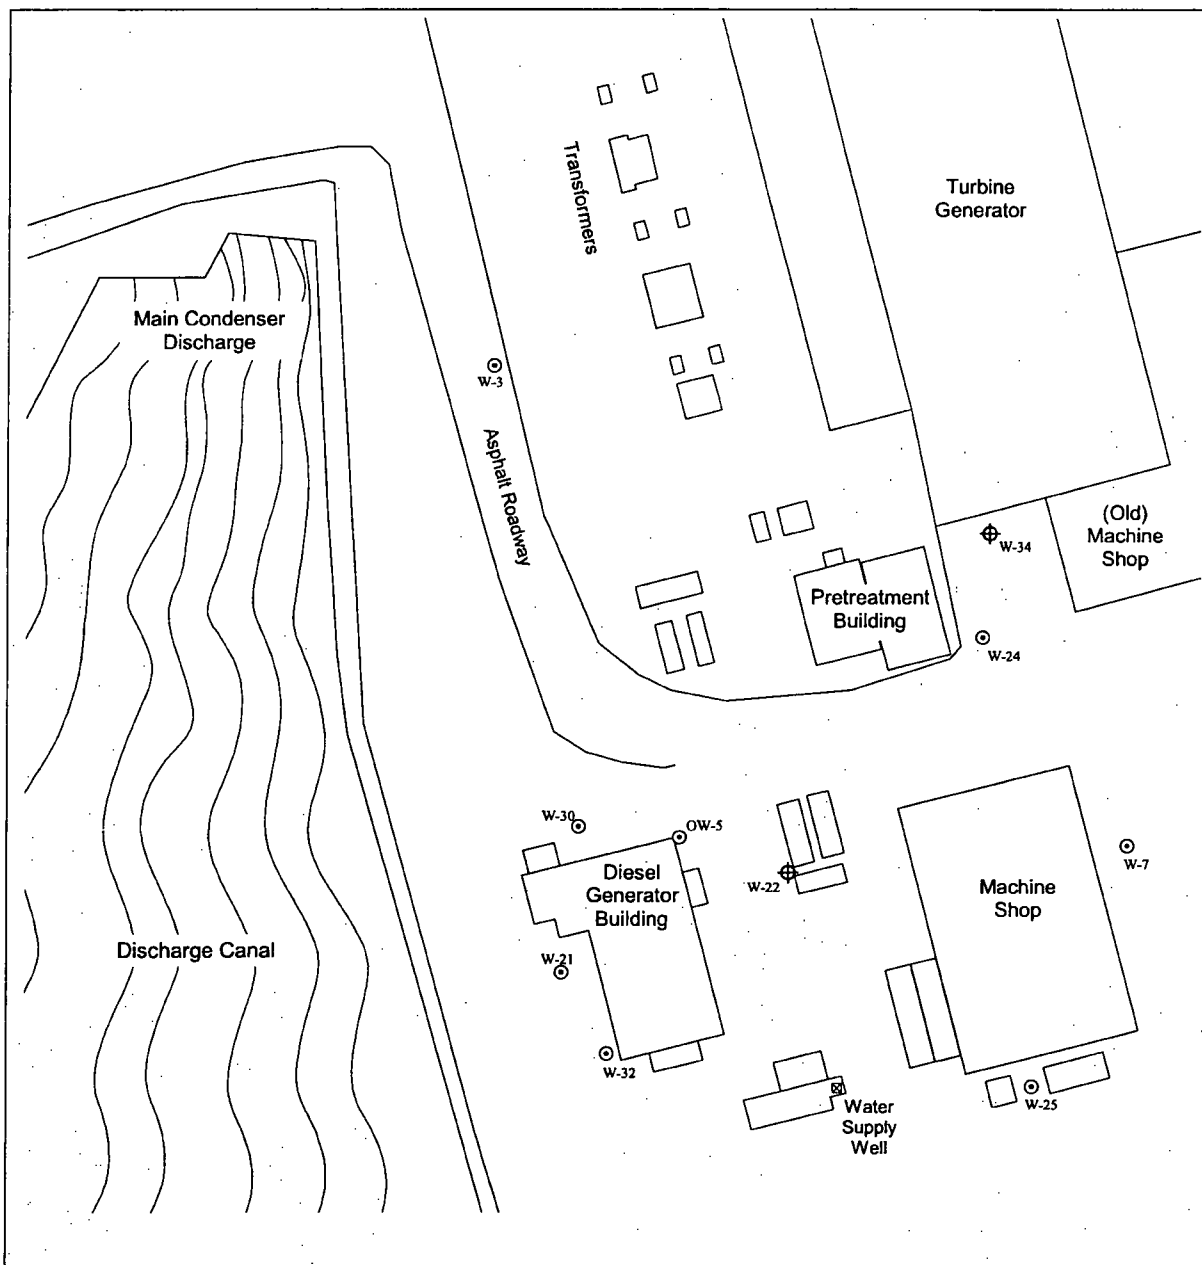 Transformers
Turbine
Generator
Main Condenser
Discharge
W-3
Asphalt Roadway
(Old)
Machine
Shop
W-34
Pretreatment
Building
W-24
W-30
OW-5
W-7
Diesel
Generator
Building
W-22
Machine
Shop
Discharge Canal
W-21
W-32
W-25
Water
Supply
Well